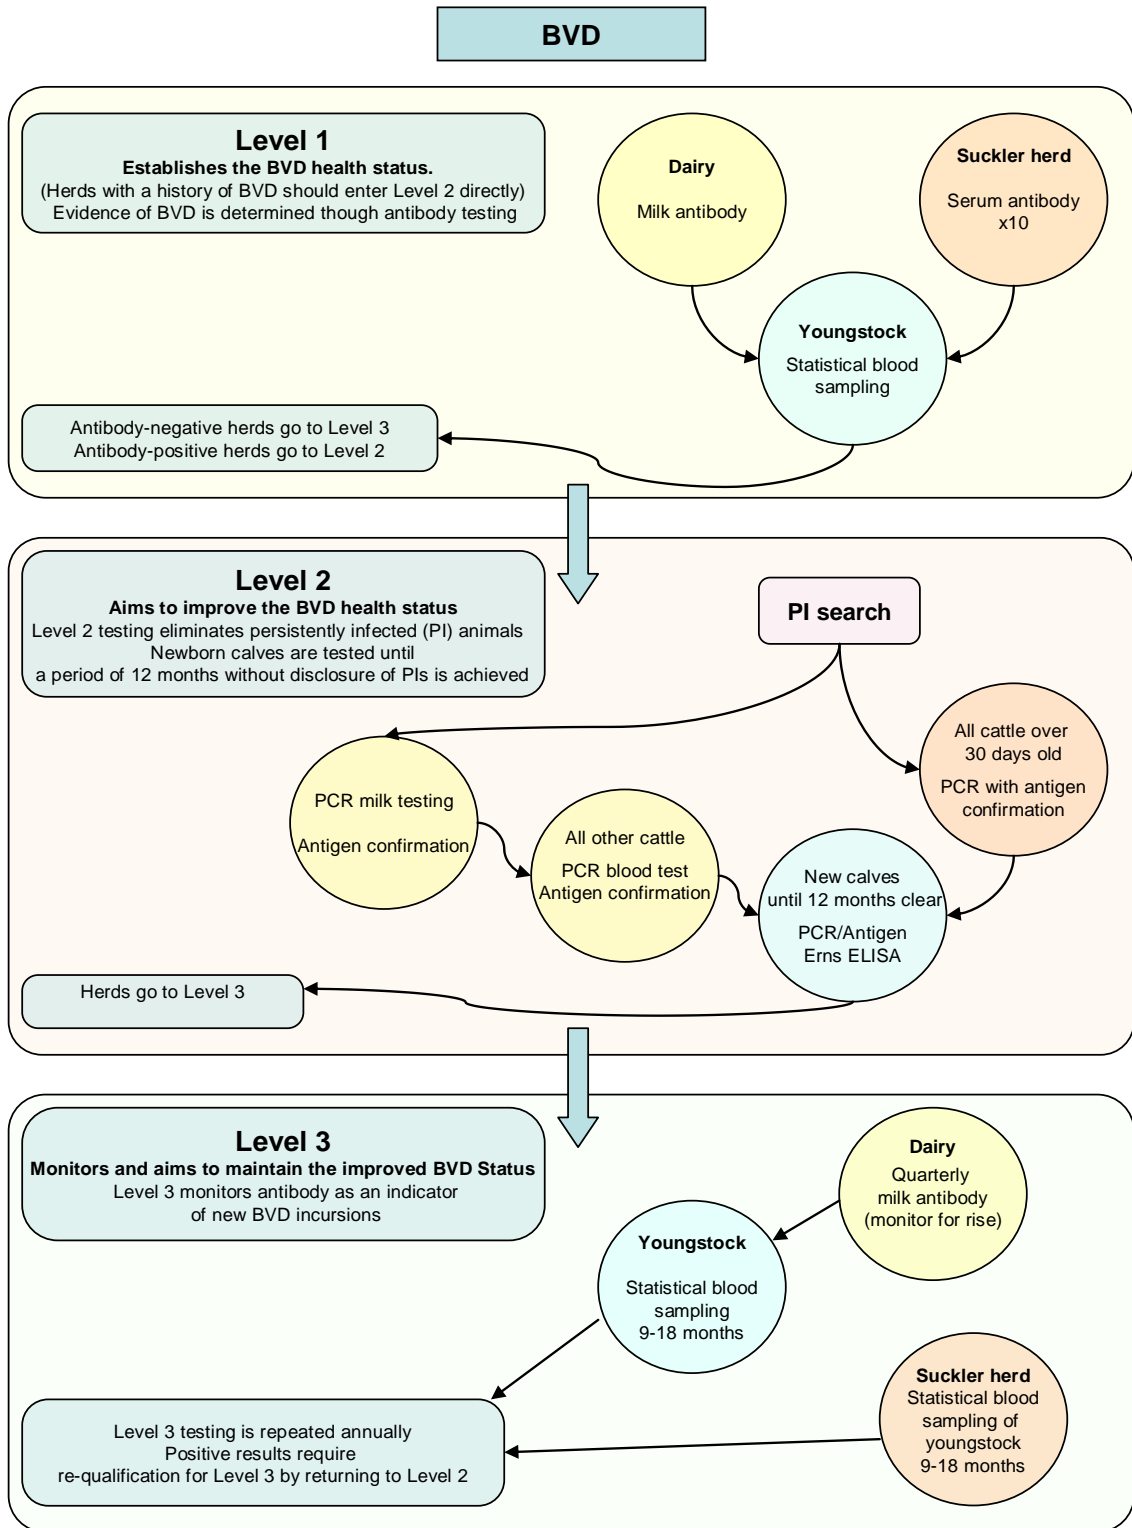 BVD
Level 1
Establishes the BVD health status.
(Herds with a history of BVD should enter Level 2 directly)
Evidence of BVD is determined though antibody testing
Dairy
Milk antibody
Suckler herd
Serum antibody
x10
Youngstock
Statistical blood
sampling
Antibody-negative herds go to Level 3
Antibody-positive herds go to Level 2
Level 2
Aims to improve the BVD health status
Level 2 testing eliminates persistently infected (PI) animals
Newborn calves are tested until
a period of 12 months without disclosure of PIs is achieved
PI search
PCR milk testing
Antigen confirmation
All other cattle
PCR blood test
Antigen confirmation
All cattle over
30 days old
PCR with antigen
confirmation
New calves
until 12 months clear
PCR/Antigen
Erns ELISA
Herds go to Level 3
Level 3
Monitors and aims to maintain the improved BVD Status
Level 3 monitors antibody as an indicator
of new BVD incursions
Dairy
Quarterly
milk antibody
(monitor for rise)
Youngstock
Statistical blood
sampling
9-18 months
Suckler herd
Statistical blood
sampling of
youngstock
9-18 months
Level 3 testing is repeated annually
Positive results require
re-qualification for Level 3 by returning to Level 2